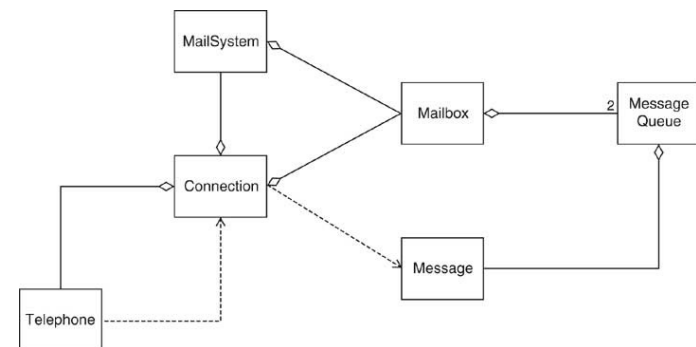 MailSystem
Mailbox
2
Message
Queue
Connection
Message
Telephone